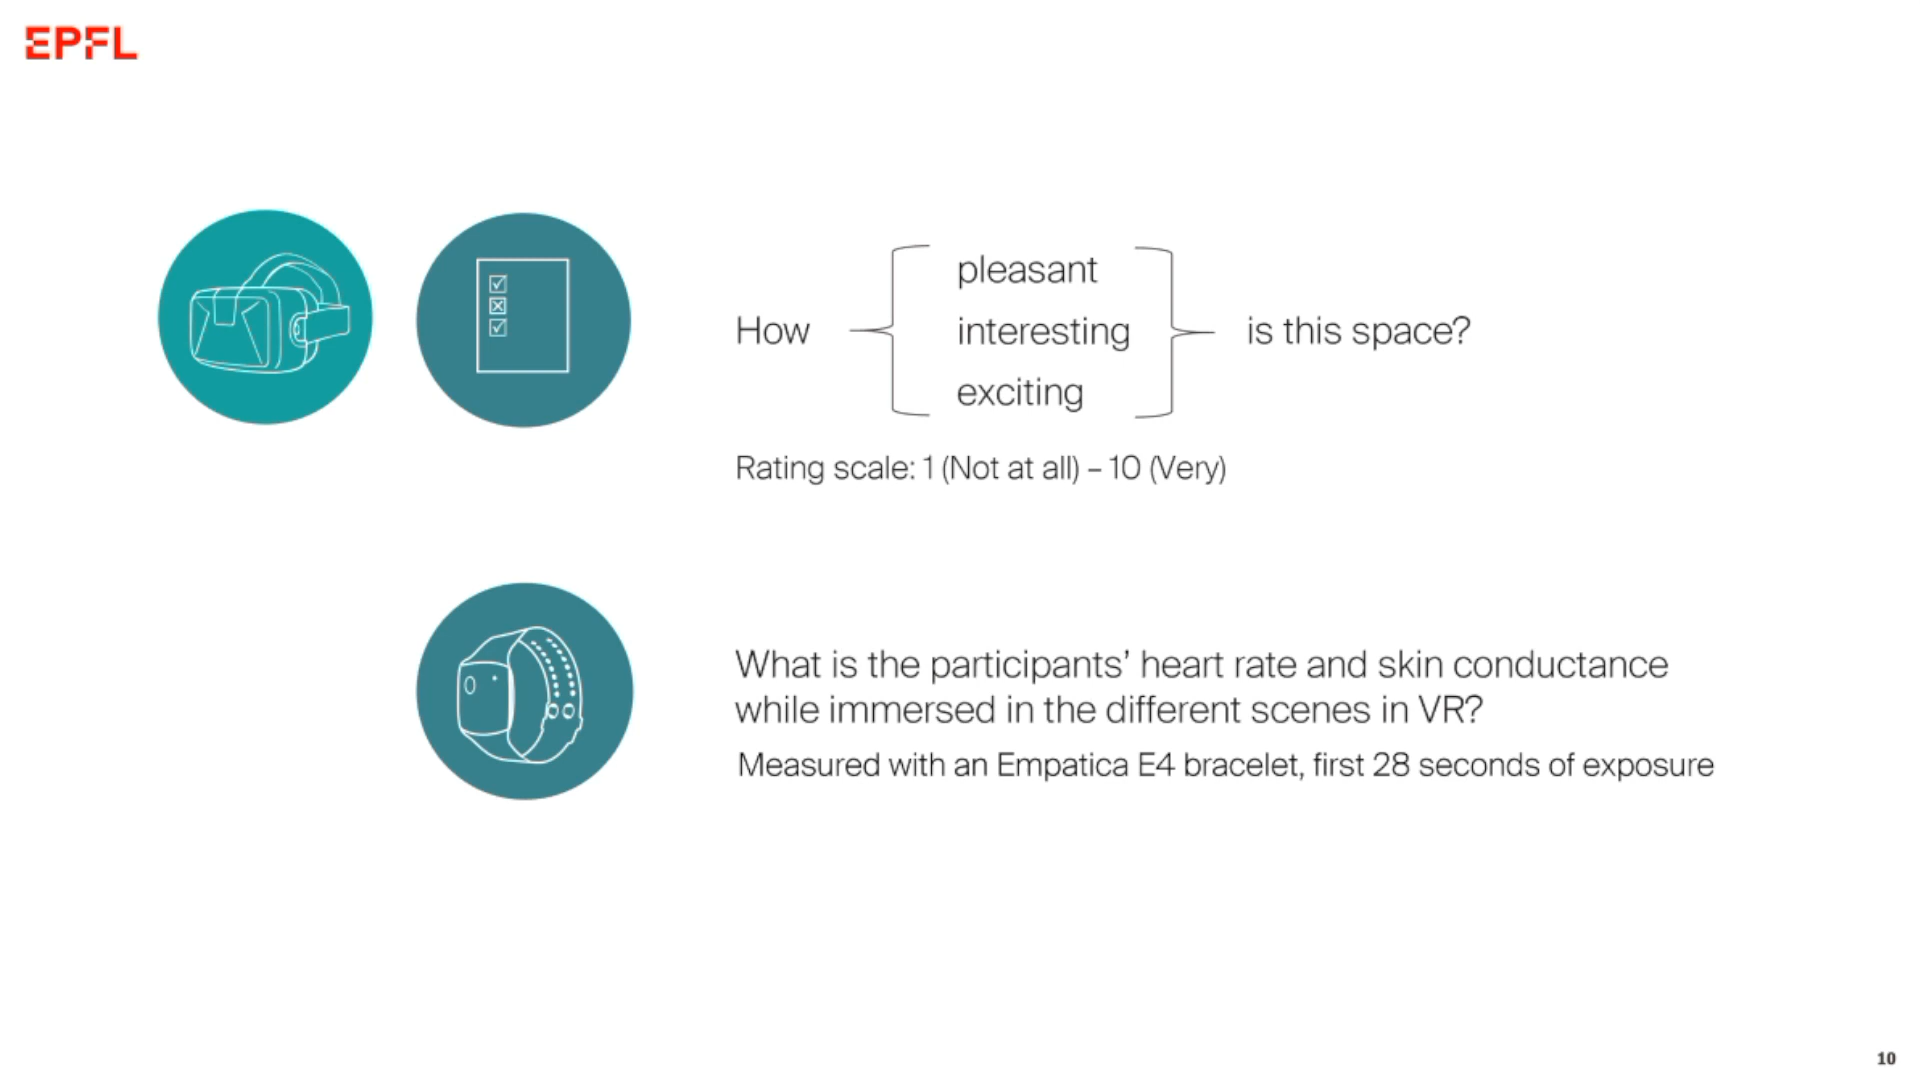 EPFL
pleasant
How interesting is this space?
exciting
Rating scale: 1 (Not at all) – 10 (Very)
What is the participants’ heart rate and skin conductance
while immersed in the different scenes in VR?
Measured with an Empatica E4 bracelet, first 28 seconds of exposure
10